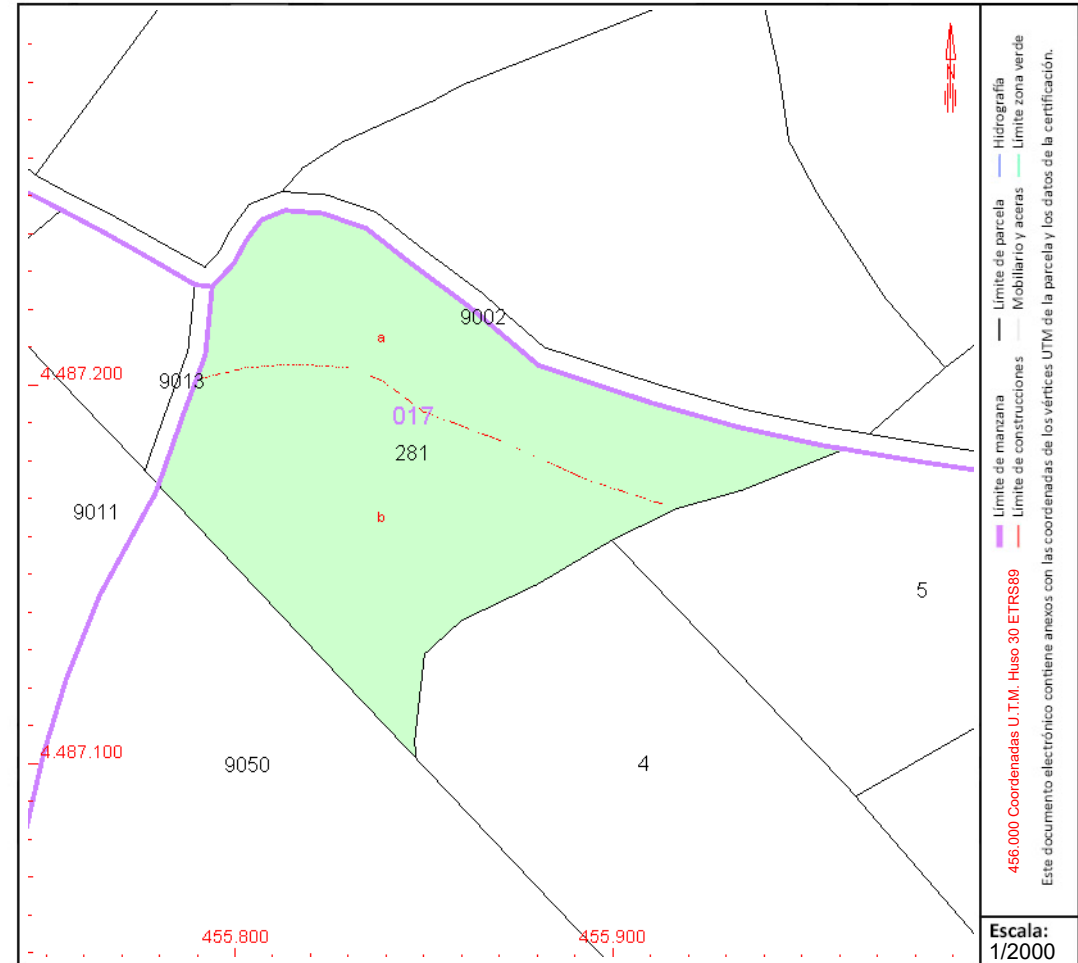 N
9002
a
4.487.200
9013
017
281
9011
b
5
4.487.100
9050
4
455.800
455.900
Límite de manzana
Límite de parcela
Hidrografía
Límite de construcciones
Mobiliario y aceras
Límite zona verde
456.000 Coordenadas U.T.M. Huso 30 ETRS89
Este documento electrónico contiene anexos con las coordenadas de los vértices UTM de la parcela y los datos de la certificación.
Escala:
1/2000